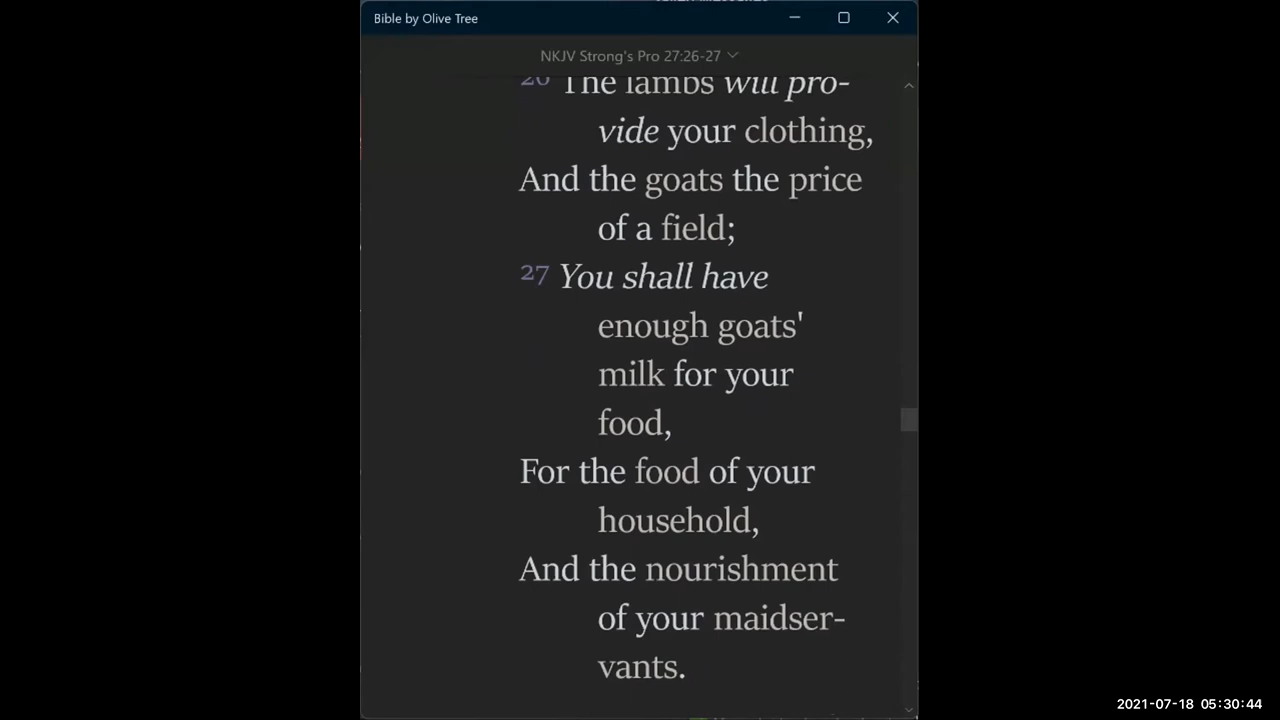 Bible by Olive Tree
NKJV Strong's Pro 27:26-27
26 The lambs will pro-
vide your clothing,
And the goats the price
of a field;
27 You shall have
enough goats'
milk for your
food,
For the food of your
household,
And the nourishment
of your maidser-
vants.
2021-07-18 05:30:44